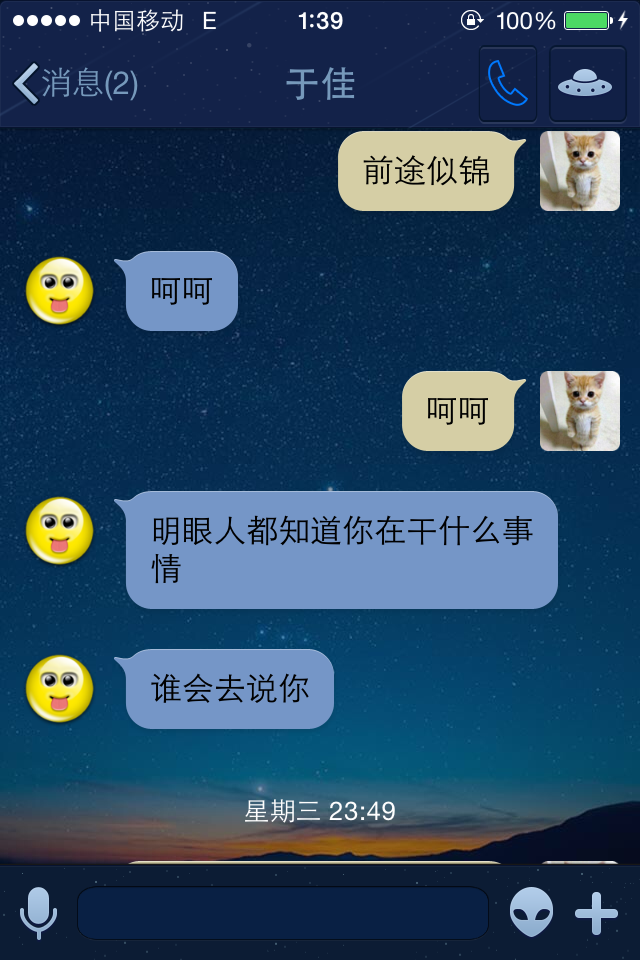 中国移动 E 1:39 100%
消息(2) 于佳
前途似锦
呵呵
呵呵
明眼人都知道你在干什么事
情
谁会去说你
星期三 23:49